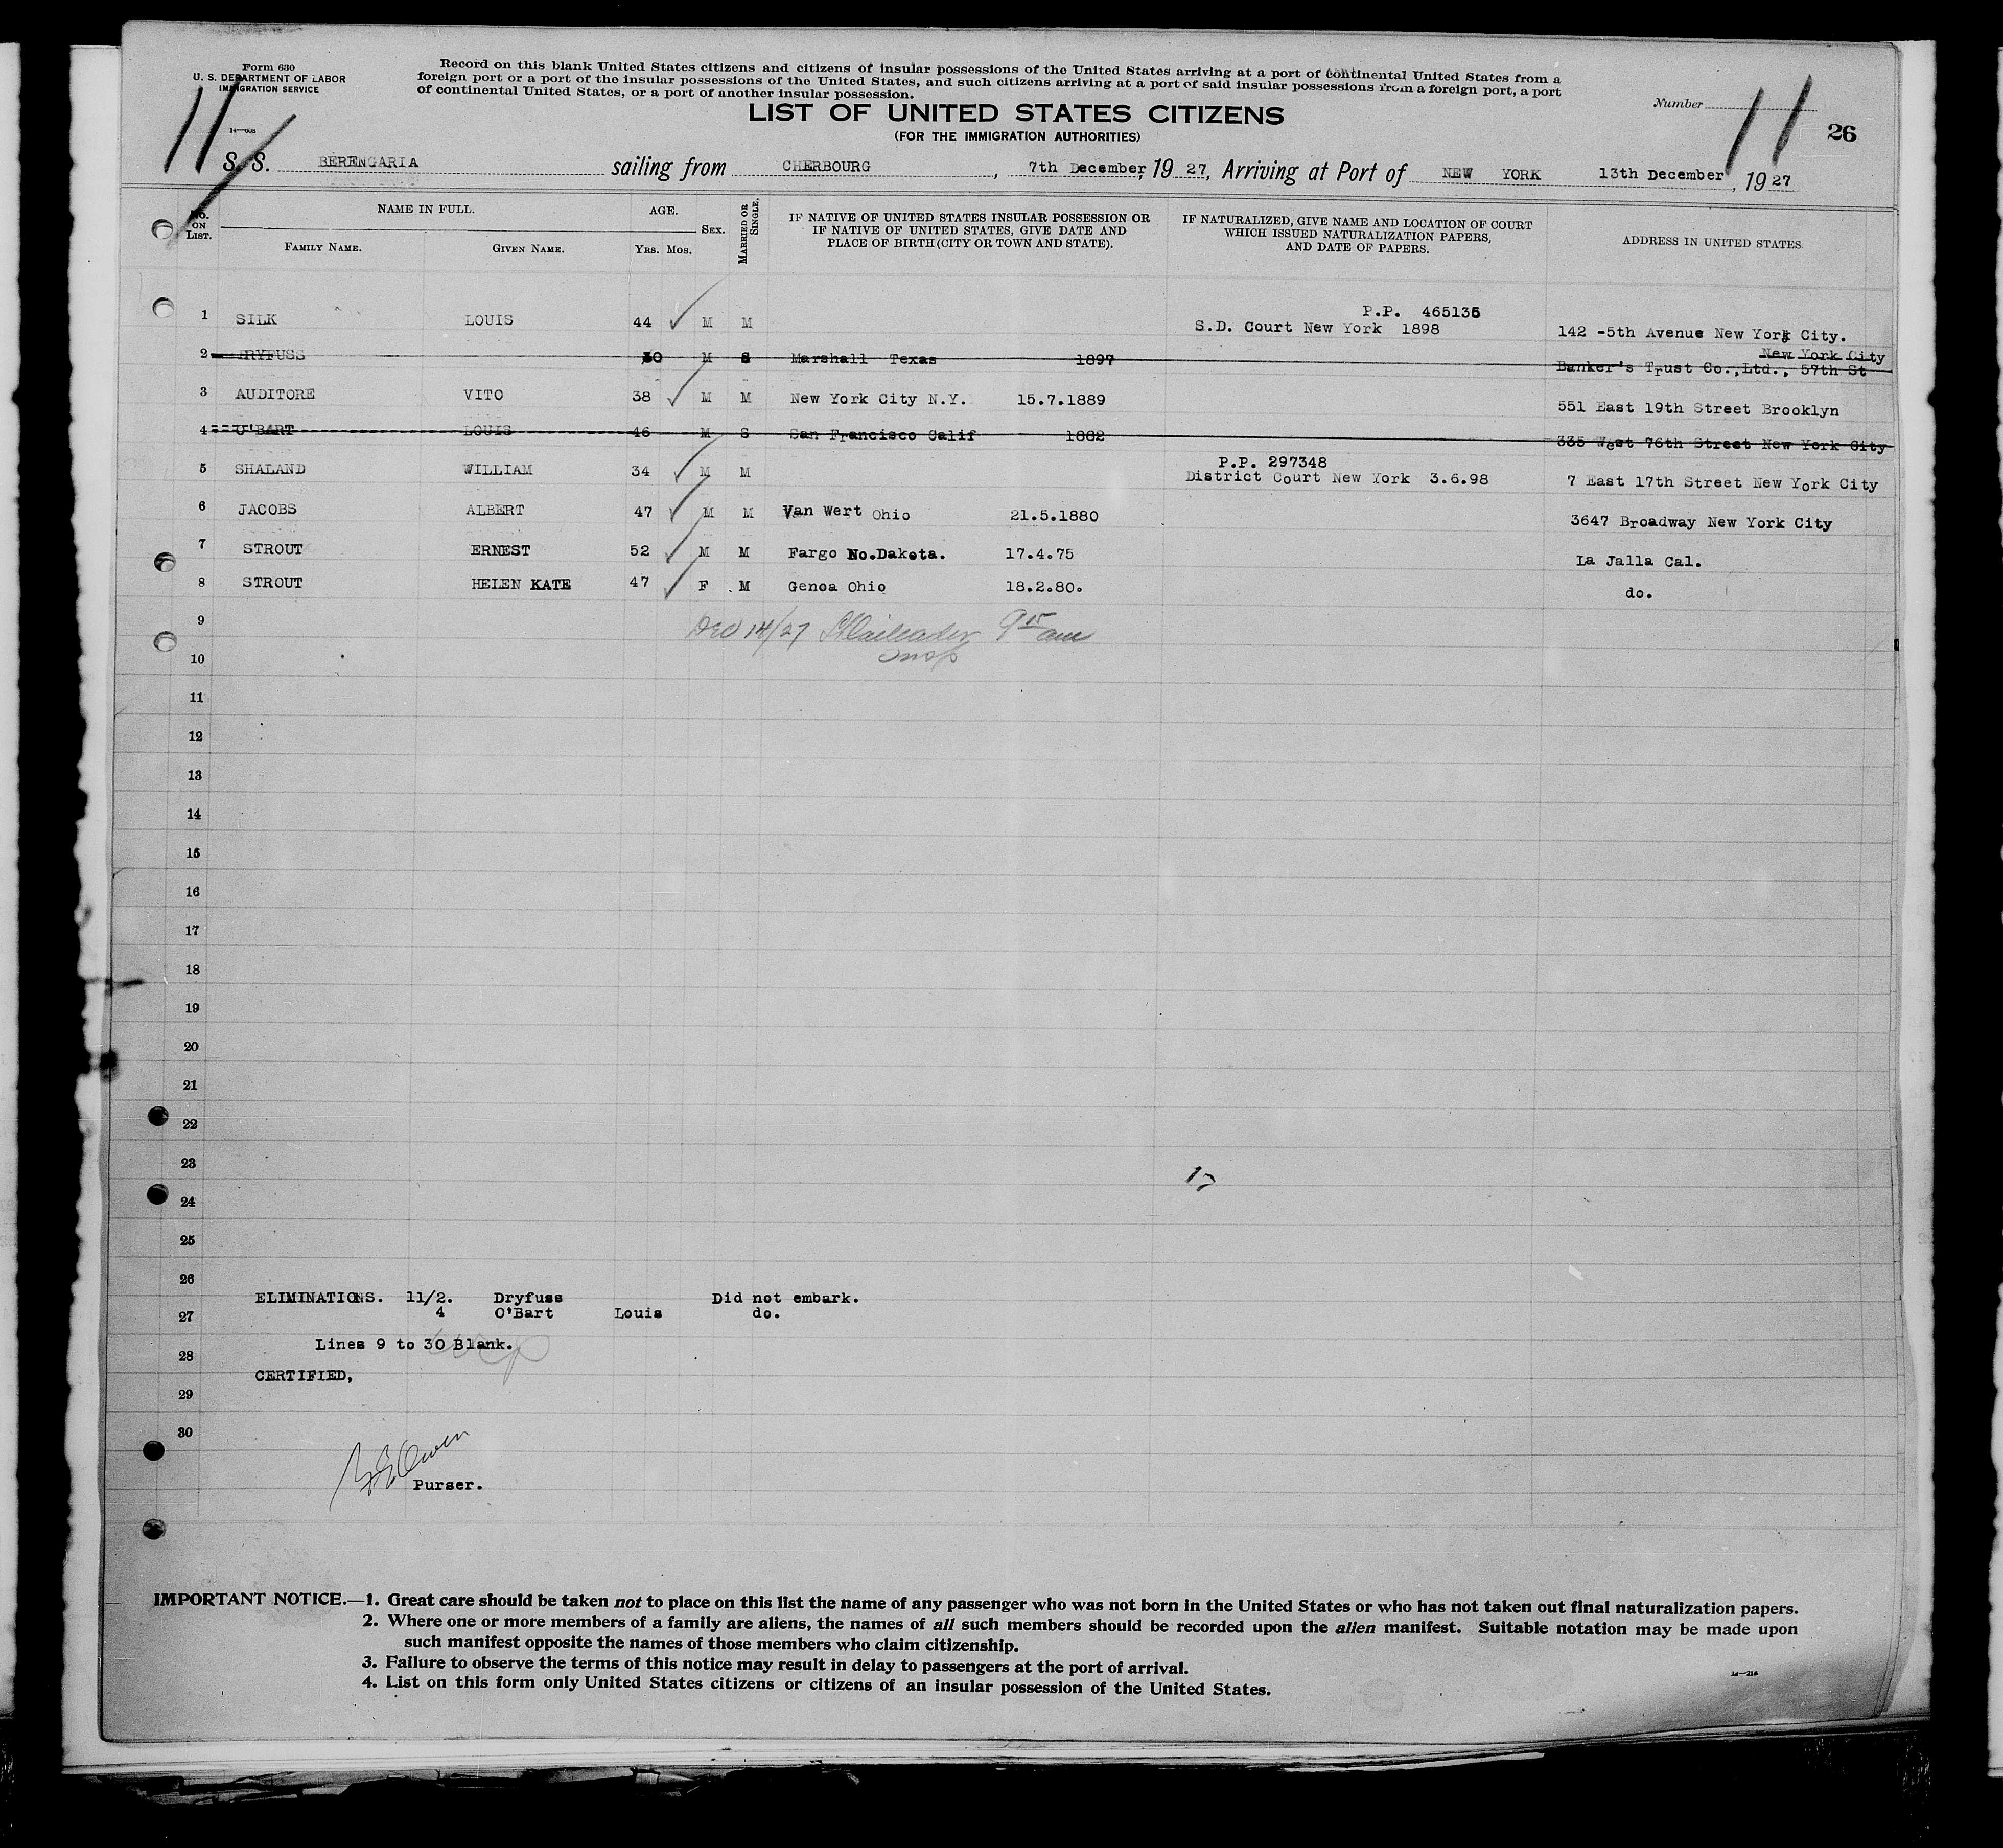 Form 630
U. S. DEPARTMENT OF LABOR
IMMIGRATION SERVICE
14—608
Record on this blank United States citizens and citizens of insular possessions of the United States arriving at a port of continental United States from a
foreign port or a port of the insular possessions of the United States, and such citizens arriving at a port of said insular possessions from a foreign port, a port
of continental United States, or a port of another insular possession.
LIST OF UNITED STATES CITIZENS
(FOR THE IMMIGRATION AUTHORITIES)
Number
11
11
26
S. S. BERENGARIA sailing from CHERBOURG, 7th December, 19 27, Arriving at Port of NEW YORK 13th December, 19 27
No. ON LIST.
NAME IN FULL.
FAMILY NAME. GIVEN NAME.
AGE.
YRS. MOS.
SEX.
MARRIED OR SINGLE.
IF NATIVE OF UNITED STATES INSULAR POSSESSION OR
IF NATIVE OF UNITED STATES, GIVE DATE AND
PLACE OF BIRTH (CITY OR TOWN AND STATE).
IF NATURALIZED, GIVE NAME AND LOCATION OF COURT
WHICH ISSUED NATURALIZATION PAPERS,
AND DATE OF PAPERS.
ADDRESS IN UNITED STATES.
P.P. 465135
1 SILK LOUIS 44 M M S.D. Court New York 1898 142 -5th Avenue New York City.
New York City
2 DRYFUSS 30 M S Marshall Texas 1897 Banker's Trust Co.,Ltd., 57th St
3 AUDITORE VITO 38 M M New York City N.Y. 15.7.1889 551 East 19th Street Brooklyn
4 O'BART LOUIS 46 M S San Francisco Calif 1882 335 West 76th Street New York City
P.P. 297348
5 SHALAND WILLIAM 34 M M District Court New York 3.6.98 7 East 17th Street New York City
6 JACOBS ALBERT 47 M M Van Wert Ohio 21.5.1880 3647 Broadway New York City
7 STROUT ERNEST 52 M M Fargo No.Dakota. 17.4.75 La Jalla Cal.
8 STROUT HELEN KATE 47 F M Genoa Ohio 18.2.80. do.
9 Dec 14/27 9 15 am
10
11
12
13
14
15
16
17
18
19
20
21
22
23
24
25
26
ELIMINATIONS. 11/2. Dryfuss Did not embark.
27 4 O'Bart Louis do.
Lines 9 to 30 Blank.
28
CERTIFIED,
29
30
Owen
Purser.
IMPORTANT NOTICE.—1. Great care should be taken not to place on this list the name of any passenger who was not born in the United States or who has not taken out final naturalization papers.
2. Where one or more members of a family are aliens, the names of all such members should be recorded upon the alien manifest. Suitable notation may be made upon
such manifest opposite the names of those members who claim citizenship.
3. Failure to observe the terms of this notice may result in delay to passengers at the port of arrival.
4. List on this form only United States citizens or citizens of an insular possession of the United States.
14—214